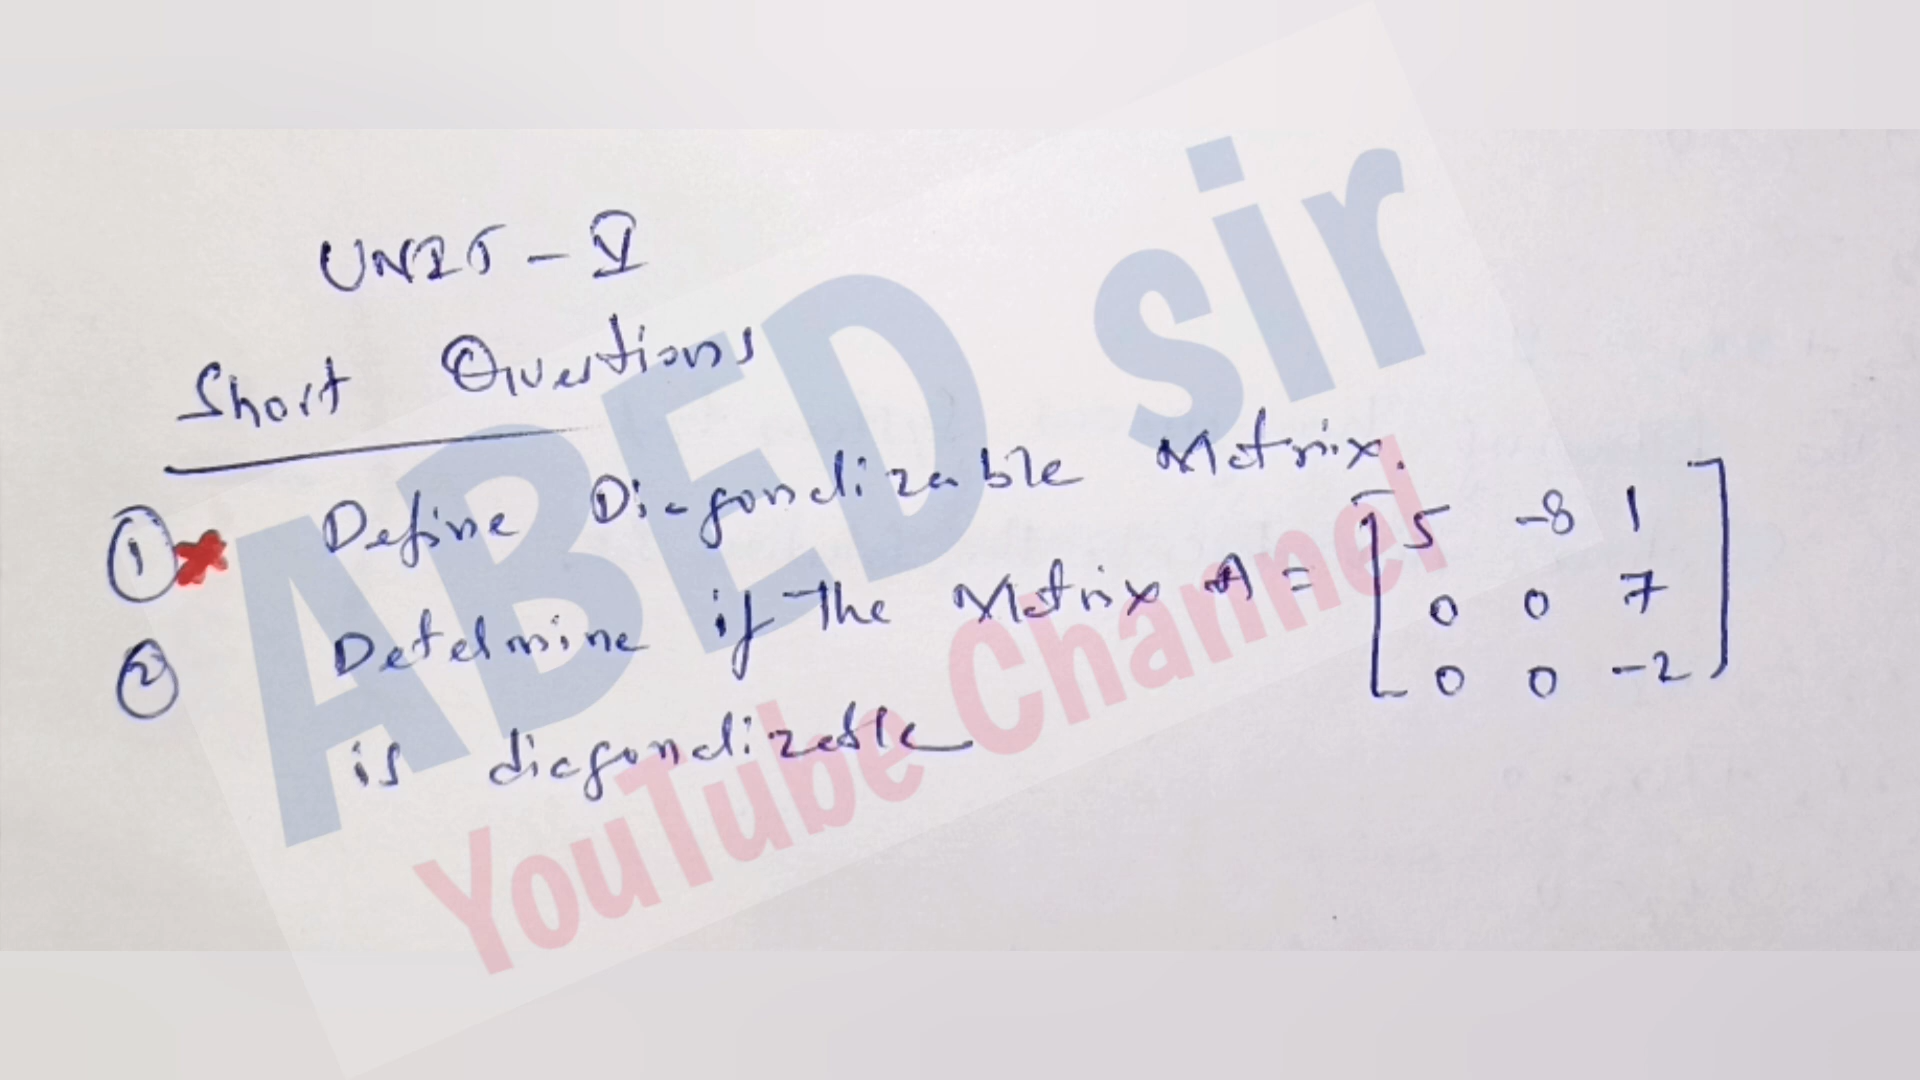 UNIT - V
Short Questions
① Define Diagonalizable Matrix.
② Determine if the Matrix A = [5 -8 1
0 0 7
0 0 -2]
is diagonalizable
ABED sir
YouTube Channel